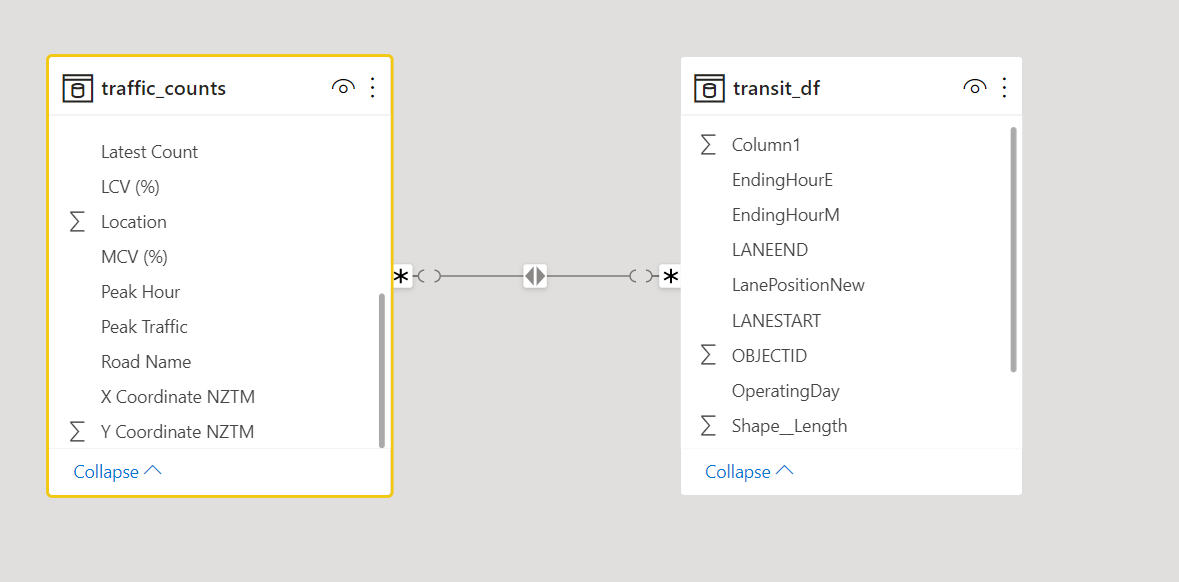 traffic_counts
Latest Count
LCV (%)
Location
MCV (%)
Peak Hour
Peak Traffic
Road Name
X Coordinate NZTM
Y Coordinate NZTM
Collapse
transit_df
Column1
EndingHourE
EndingHourM
LANEEND
LanePositionNew
LANESTART
OBJECTID
OperatingDay
Shape__Length
Collapse